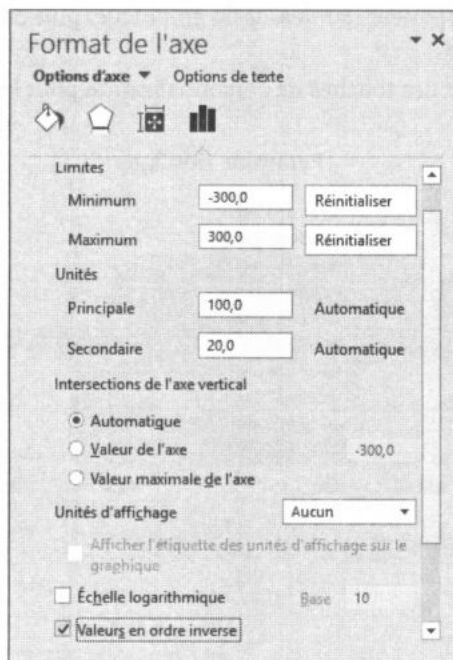 Format de l'axe
Options d'axe Options de texte
Limites
Minimum -300,0 Réinitialiser
Maximum 300,0 Réinitialiser
Unités
Principale 100,0 Automatique
Secondaire 20,0 Automatique
Intersections de l'axe vertical
Automatique
Valeur de l'axe -300,0
Valeur maximale de l'axe
Unités d'affichage Aucun
Afficher l'étiquette des unités d'affichage sur le
graphique
Échelle logarithmique Base 10
Valeurs en ordre inverse